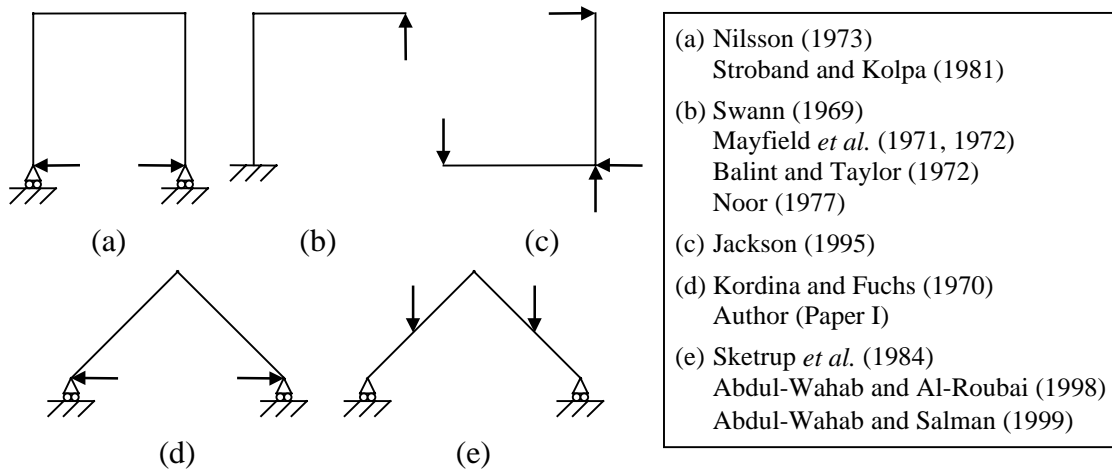 (a) (b) (c)
(d) (e)
(a) Nilsson (1973)
Stroband and Kolpa (1981)
(b) Swann (1969)
Mayfield et al. (1971, 1972)
Balint and Taylor (1972)
Noor (1977)
(c) Jackson (1995)
(d) Kordina and Fuchs (1970)
Author (Paper I)
(e) Sketrup et al. (1984)
Abdul-Wahab and Al-Roubai (1998)
Abdul-Wahab and Salman (1999)